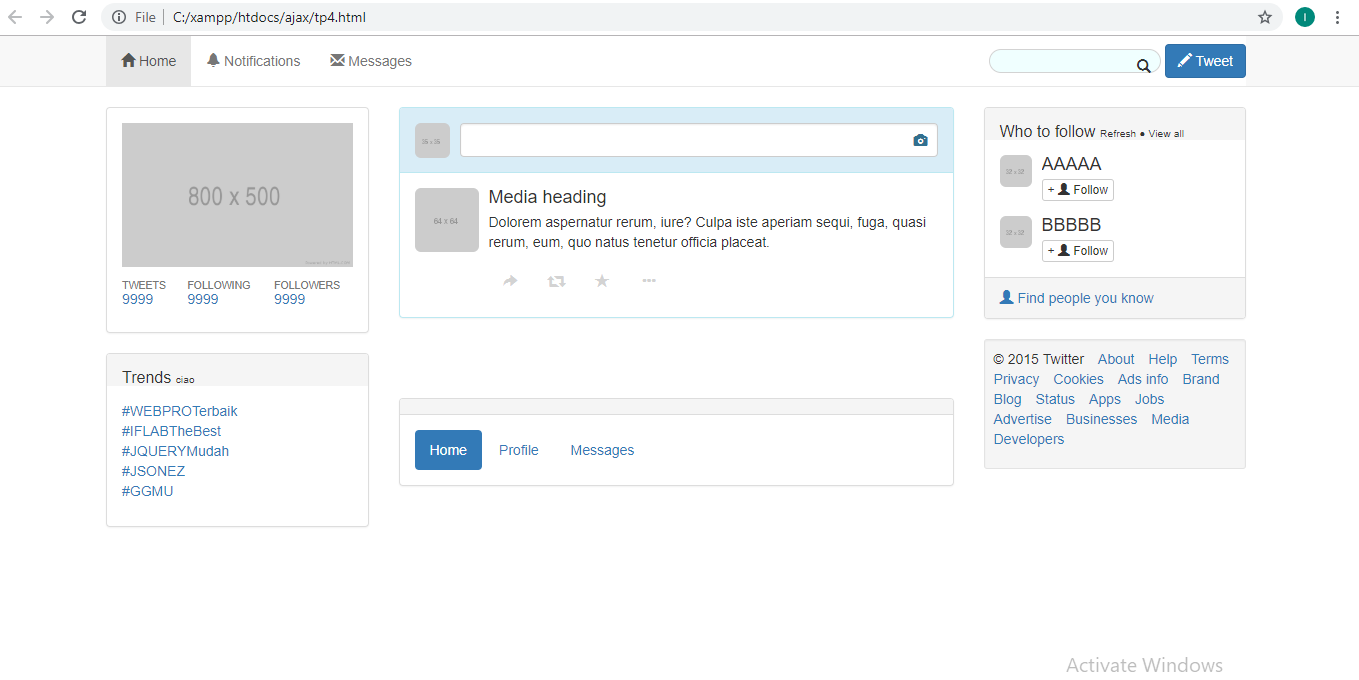 File C:/xampp/htdocs/ajax/tp4.html
I
Home Notifications Messages
Tweet
800 x 500
TWEETS FOLLOWING FOLLOWERS
9999 9999 9999
Trends ciao
#WEBPROTerbaik
#IFLABTheBest
#JQUERYMudah
#JSONEZ
#GGMU
Media heading
64 x 64
Dolorem aspernatur rerum, iure? Culpa iste aperiam sequi, fuga, quasi
rerum, eum, quo natus tenetur officia placeat.
Home Profile Messages
Who to follow Refresh ● View all
32 x 32
AAAAA
+ Follow
32 x 32
BBBBB
+ Follow
Find people you know
© 2015 Twitter About Help Terms
Privacy Cookies Ads info Brand
Blog Status Apps Jobs
Advertise Businesses Media
Developers
Activate Windows